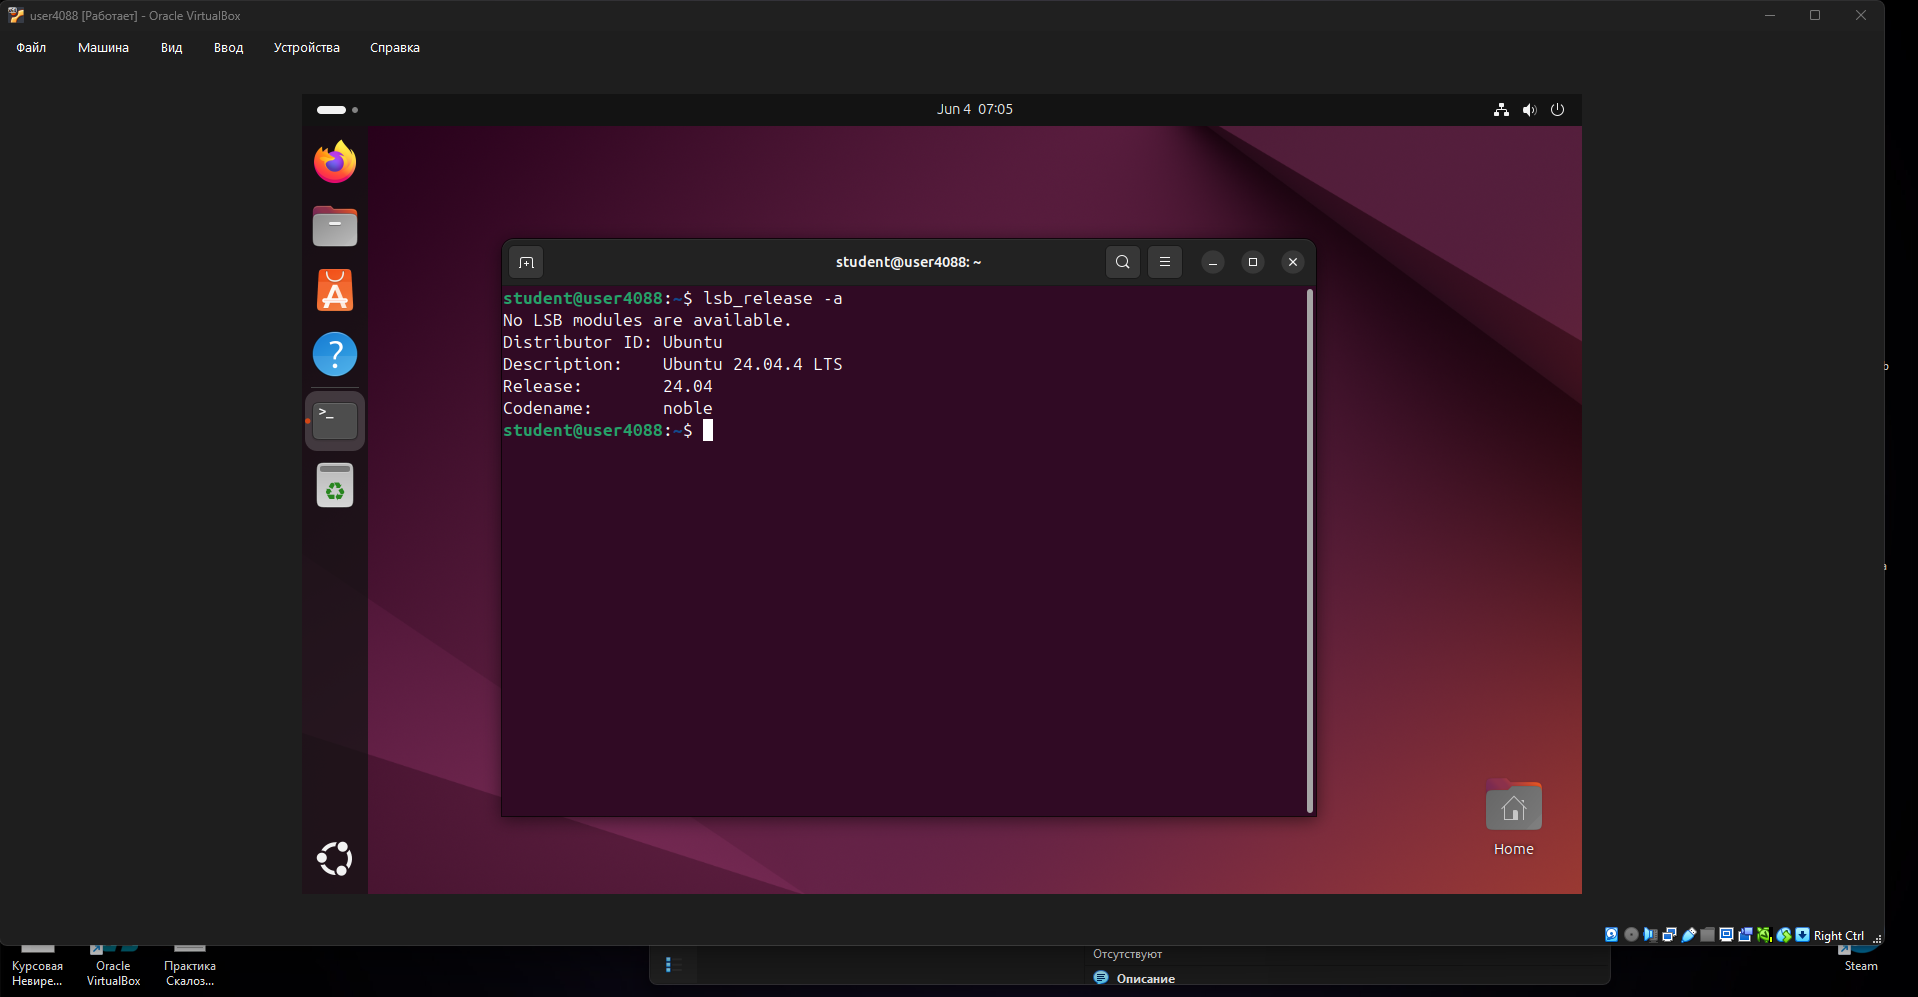 user4088 [Работает] - Oracle VirtualBox
Файл Машина Вид Ввод Устройства Справка
Jun 4 07:05
student@user4088: ~
student@user4088:~$ lsb_release -a
No LSB modules are available.
Distributor ID: Ubuntu
Description: Ubuntu 24.04.4 LTS
Release: 24.04
Codename: noble
student@user4088:~$
Home
Right Ctrl
Курсовая Невире...
Oracle VirtualBox
Практика Скалоз...
Отсутствуют
Описание
Steam